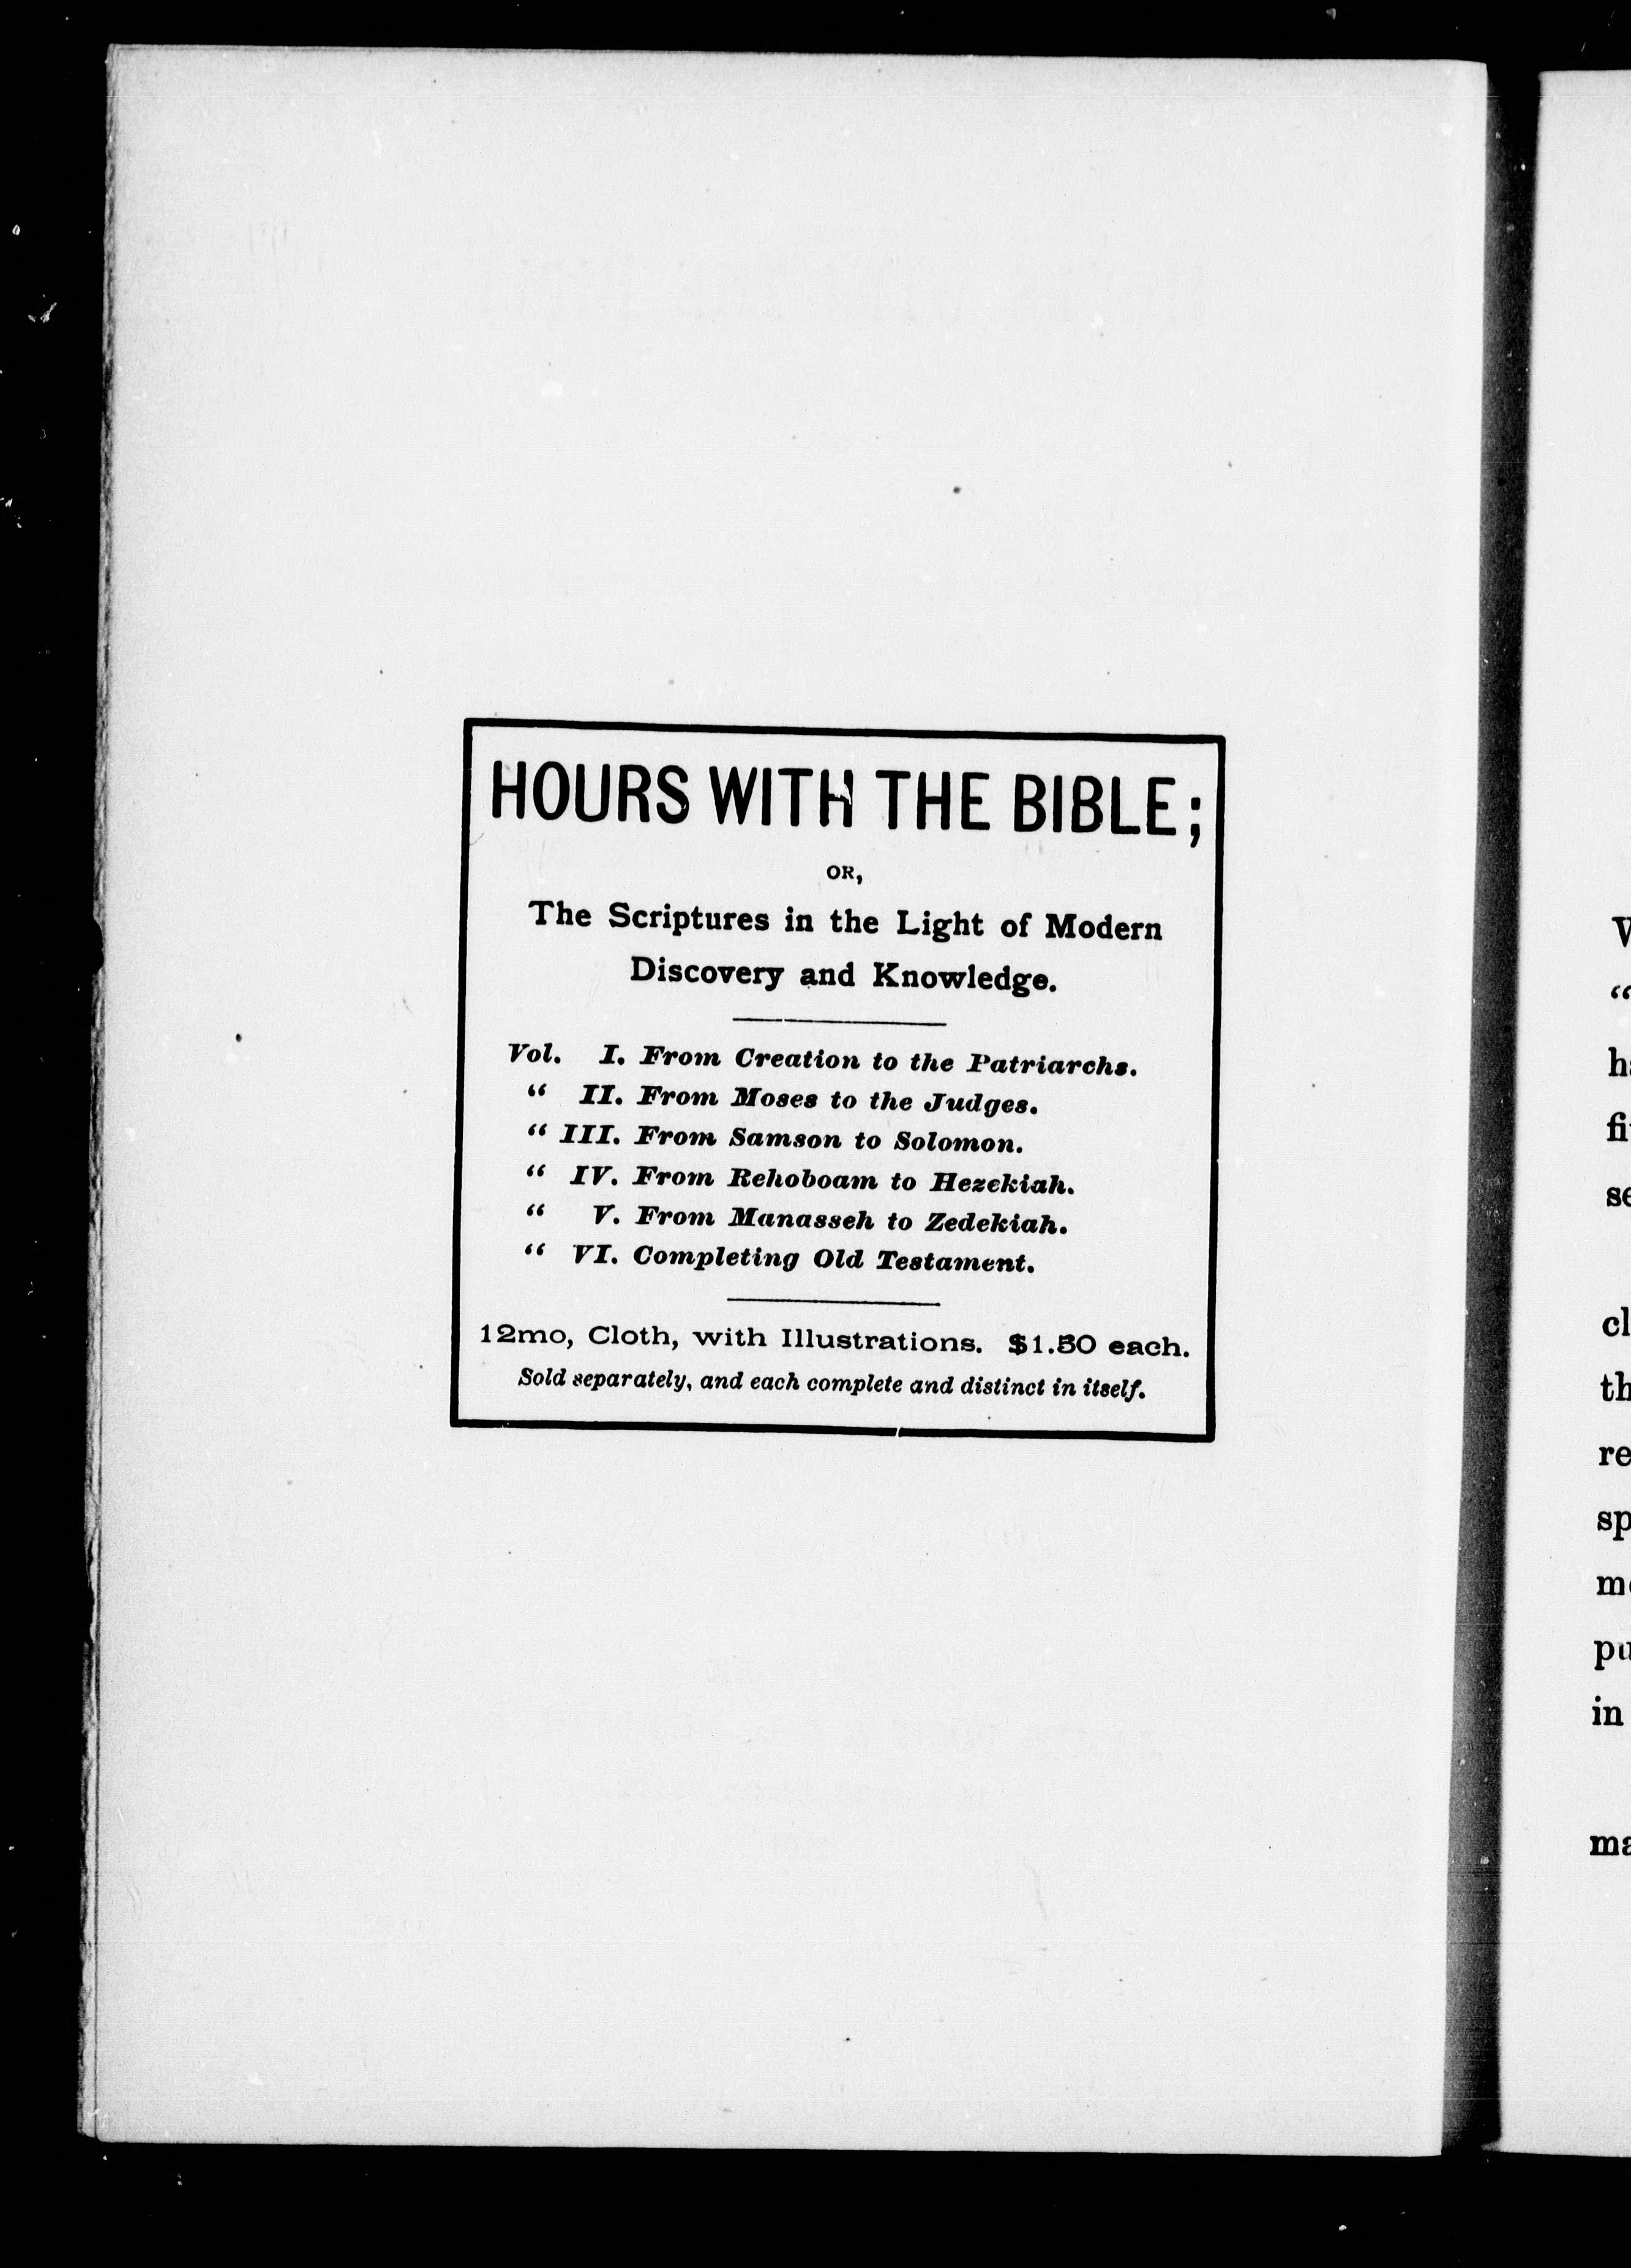 HOURS WITH THE BIBLE;
OR,
The Scriptures in the Light of Modern
Discovery and Knowledge.
Vol. I. From Creation to the Patriarchs.
“ II. From Moses to the Judges.
“ III. From Samson to Solomon.
“ IV. From Rehoboam to Hezekiah.
“ V. From Manasseh to Zedekiah.
“ VI. Completing Old Testament.
12mo, Cloth, with Illustrations. $1.50 each.
Sold separately, and each complete and distinct in itself.